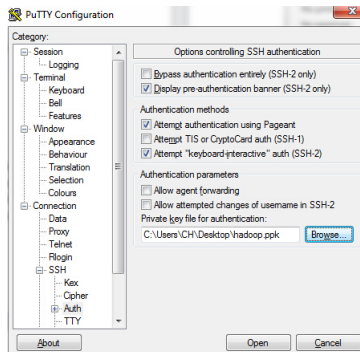 PuTTY Configuration
Category:
Session
Logging
Terminal
Keyboard
Bell
Features
Window
Appearance
Behaviour
Translation
Selection
Colours
Connection
Data
Proxy
Telnet
Rlogin
SSH
Kex
Cipher
Auth
TTY
Options controlling SSH authentication
Bypass authentication entirely (SSH-2 only)
Display pre-authentication banner (SSH-2 only)
Authentication methods
Attempt authentication using Pageant
Attempt TIS or CryptoCard auth (SSH-1)
Attempt "keyboard-interactive" auth (SSH-2)
Authentication parameters
Allow agent forwarding
Allow attempted changes of username in SSH-2
Private key file for authentication:
C:\Users\CH\Desktop\hadoop.ppk
Browse...
About
Open
Cancel